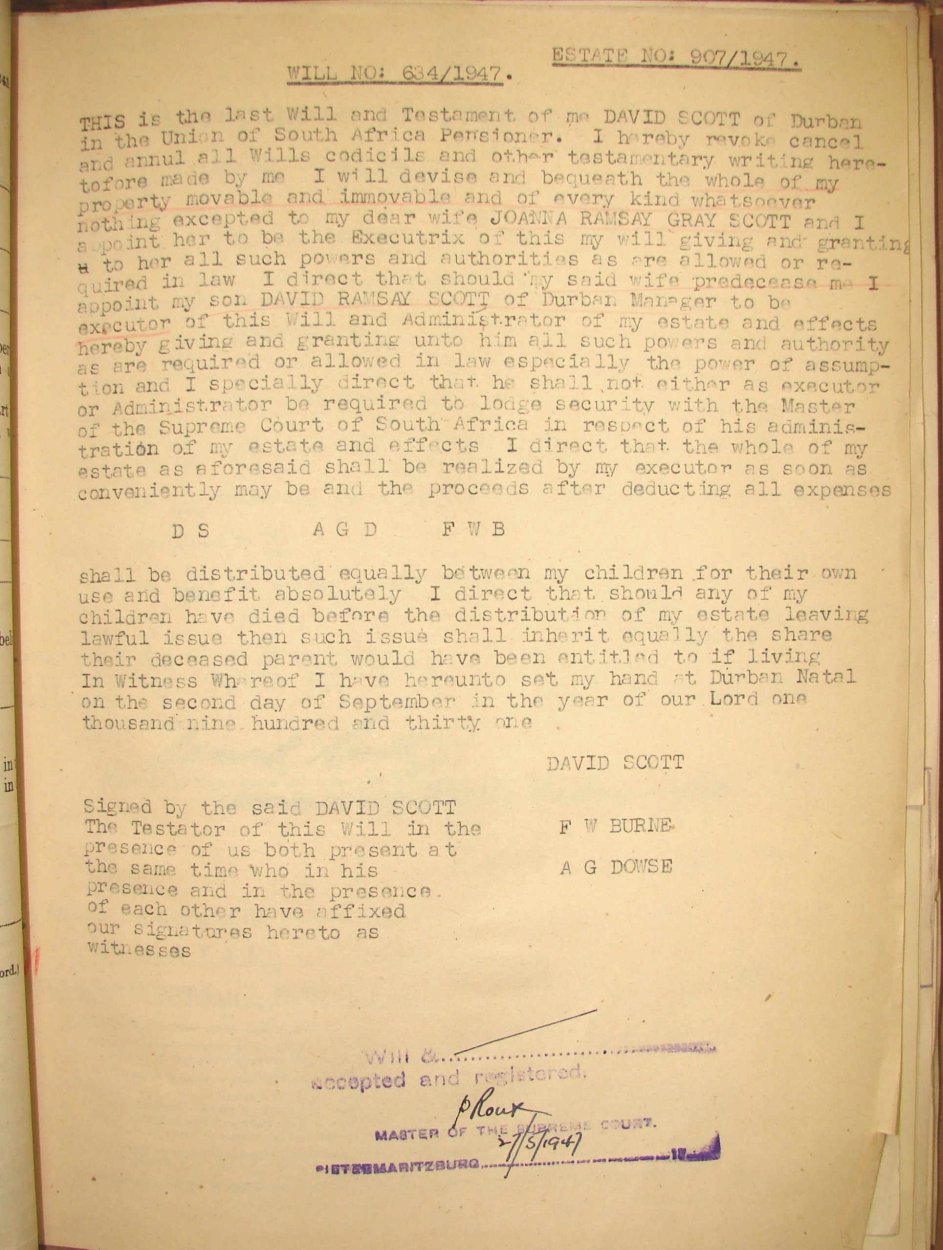 WILL NO: 634/1947.
ESTATE NO: 907/1947.
THIS is the last Will and Testament of me DAVID SCOTT of Durban
in the Union of South Africa Pensioner. I hereby revoke cancel
and annul all Wills codicils and other testamentary writing here-
tofore made by me I will devise and bequeath the whole of my
property movable and immovable and of every kind whatsoever
nothing excepted to my dear wife JOANNA RAMSAY GRAY SCOTT and I
appoint her to be the Executrix of this my will giving and granting
u to her all such powers and authorities as are allowed or re-
quired in law I direct that should my said wife predecease me I
appoint my son DAVID RAMSAY SCOTT of Durban Manager to be
executor of this Will and Administrator of my estate and effects
hereby giving and granting unto him all such powers and authority
as are required or allowed in law especially the power of assump-
tion and I specially direct that he shall not either as executor
or Administrator be required to lodge security with the Master
of the Supreme Court of South Africa in respect of his adminis-
tration of my estate and effects I direct that the whole of my
estate as aforesaid shall be realized by my executor as soon as
conveniently may be and the proceeds after deducting all expenses
D S A G D F W B
shall be distributed equally between my children for their own
use and benefit absolutely I direct that should any of my
children have died before the distribution of my estate leaving
lawful issue then such issue shall inherit equally the share
their deceased parent would have been entitled to if living
In Witness Whereof I have hereunto set my hand at Durban Natal
on the second day of September in the year of our Lord one
thousand nine hundred and thirty one
DAVID SCOTT
Signed by the said DAVID SCOTT
The Testator of this Will in the
presence of us both present at
the same time who in his
presence and in the presence
of each other have affixed
our signatures hereto as
witnesses
F W BURNE
A G DOWSE
Will &
accepted and registered.
P Roux
MASTER OF THE SUPREME COURT.
27/5/1947
PIETERMARITZBURG 19